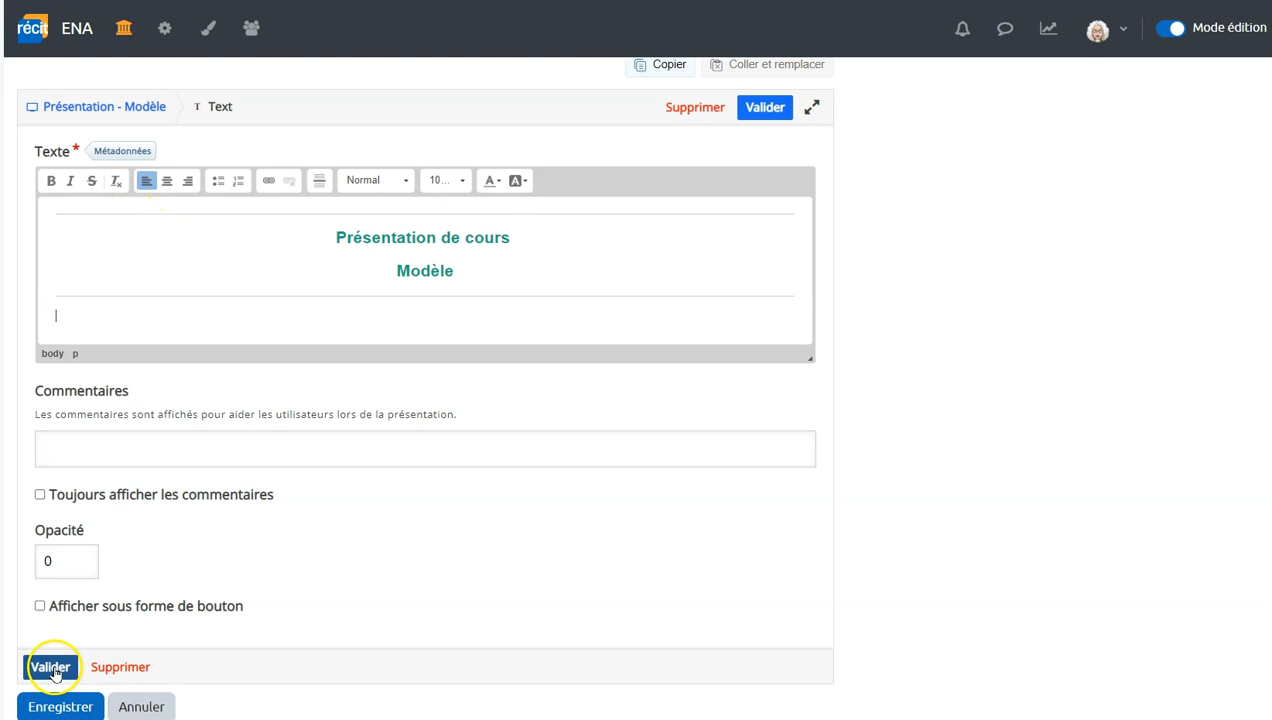 récit ENA Mode édition
Copier Coller et remplacer
Présentation - Modèle T Text Supprimer Valider
Texte* Métadonnées
B I S Ix Normal 10... A A
Présentation de cours
Modèle
body p
Commentaires
Les commentaires sont affichés pour aider les utilisateurs lors de la présentation.
Toujours afficher les commentaires
Opacité
0
Afficher sous forme de bouton
Valider Supprimer
Enregistrer Annuler